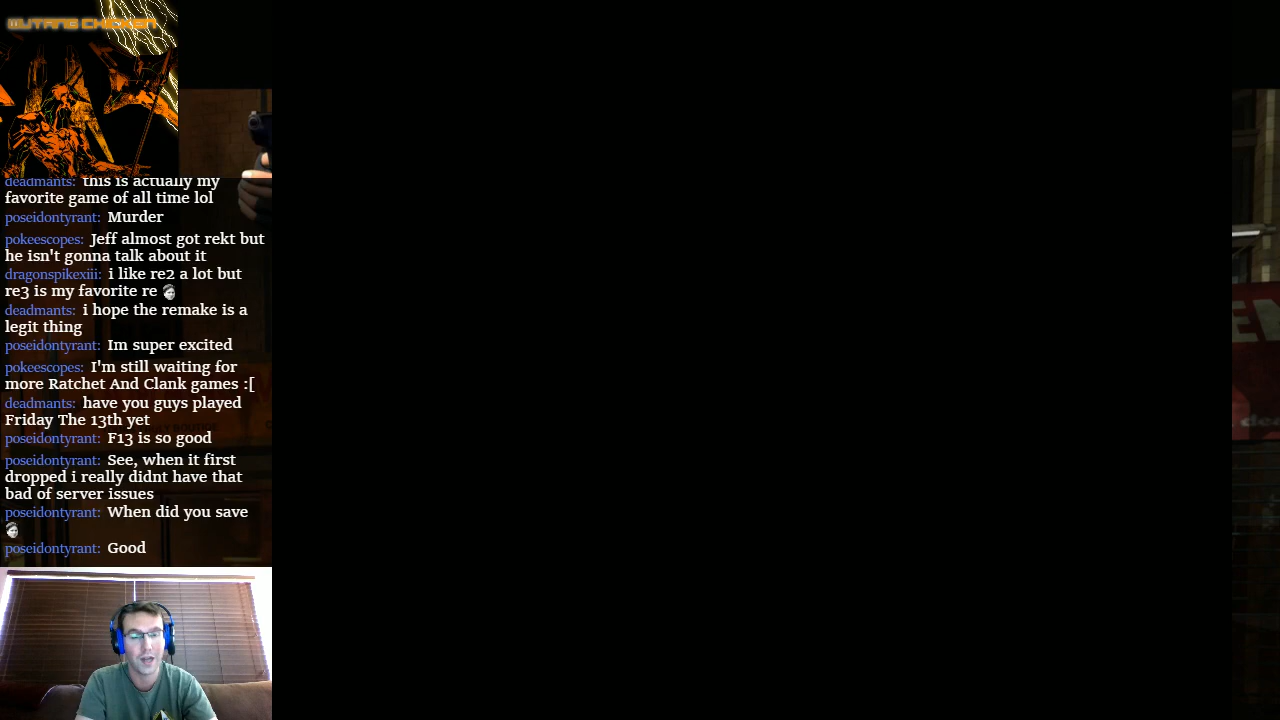 WUTANG CHICKEN
deadmants: this is actually my
favorite game of all time lol
poseidontyrant: Murder
pokeescopes: Jeff almost got rekt but
he isn't gonna talk about it
dragonspikexiii: i like re2 a lot but
re3 is my favorite re
deadmants: i hope the remake is a
legit thing
poseidontyrant: Im super excited
pokeescopes: I'm still waiting for
more Ratchet And Clank games :[
deadmants: have you guys played
Friday The 13th yet
poseidontyrant: F13 is so good
poseidontyrant: See, when it first
dropped i really didnt have that
bad of server issues
poseidontyrant: When did you save
poseidontyrant: Good